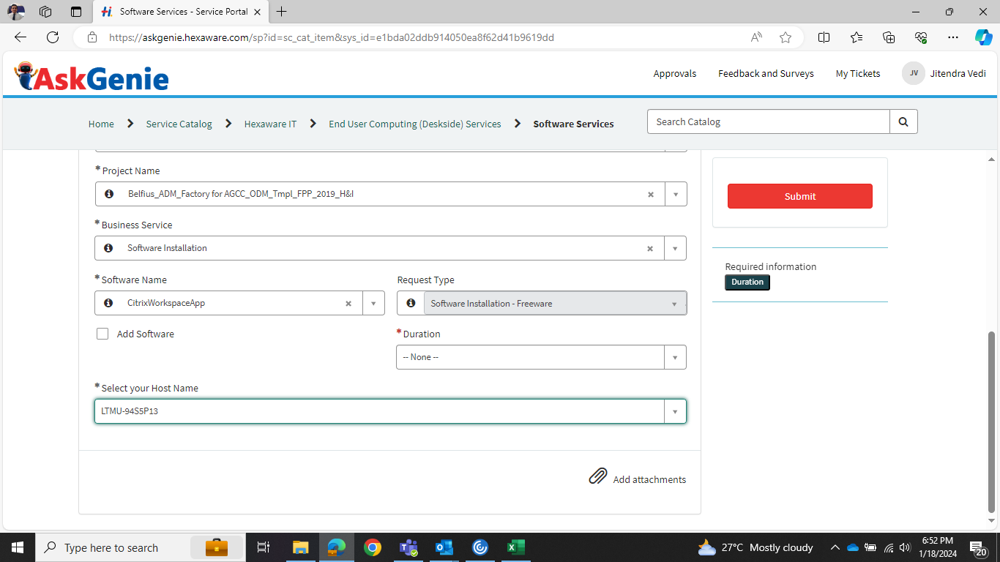 Software Services - Service Portal
https://askgenie.hexaware.com/sp?id=sc_cat_item&sys_id=e1bda02ddb914050ea8f62d41b9619dd
AskGenie
Approvals
Feedback and Surveys
My Tickets
JV
Jitendra Vedi
Home
Service Catalog
Hexaware IT
End User Computing (Deskside) Services
Software Services
Search Catalog
* Project Name
Belfius_ADM_Factory for AGCC_ODM_Tmpl_FPP_2019_H&I
* Business Service
Software Installation
* Software Name
CitrixWorkspaceApp
Request Type
Software Installation - Freeware
Add Software
* Duration
-- None --
* Select your Host Name
LTMU-94S5P13
Add attachments
Submit
Required information
Duration
Type here to search
27°C Mostly cloudy
6:52 PM
1/18/2024
20